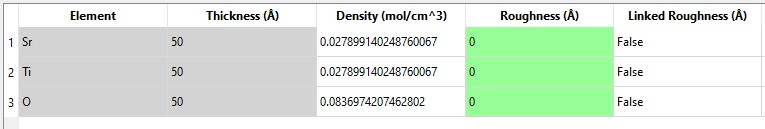 Element Thickness (Å) Density (mol/cm^3) Roughness (Å) Linked Roughness (Å)
1 Sr 50 0.027899140248760067 0 False
2 Ti 50 0.027899140248760067 0 False
3 O 50 0.0836974207462802 0 False